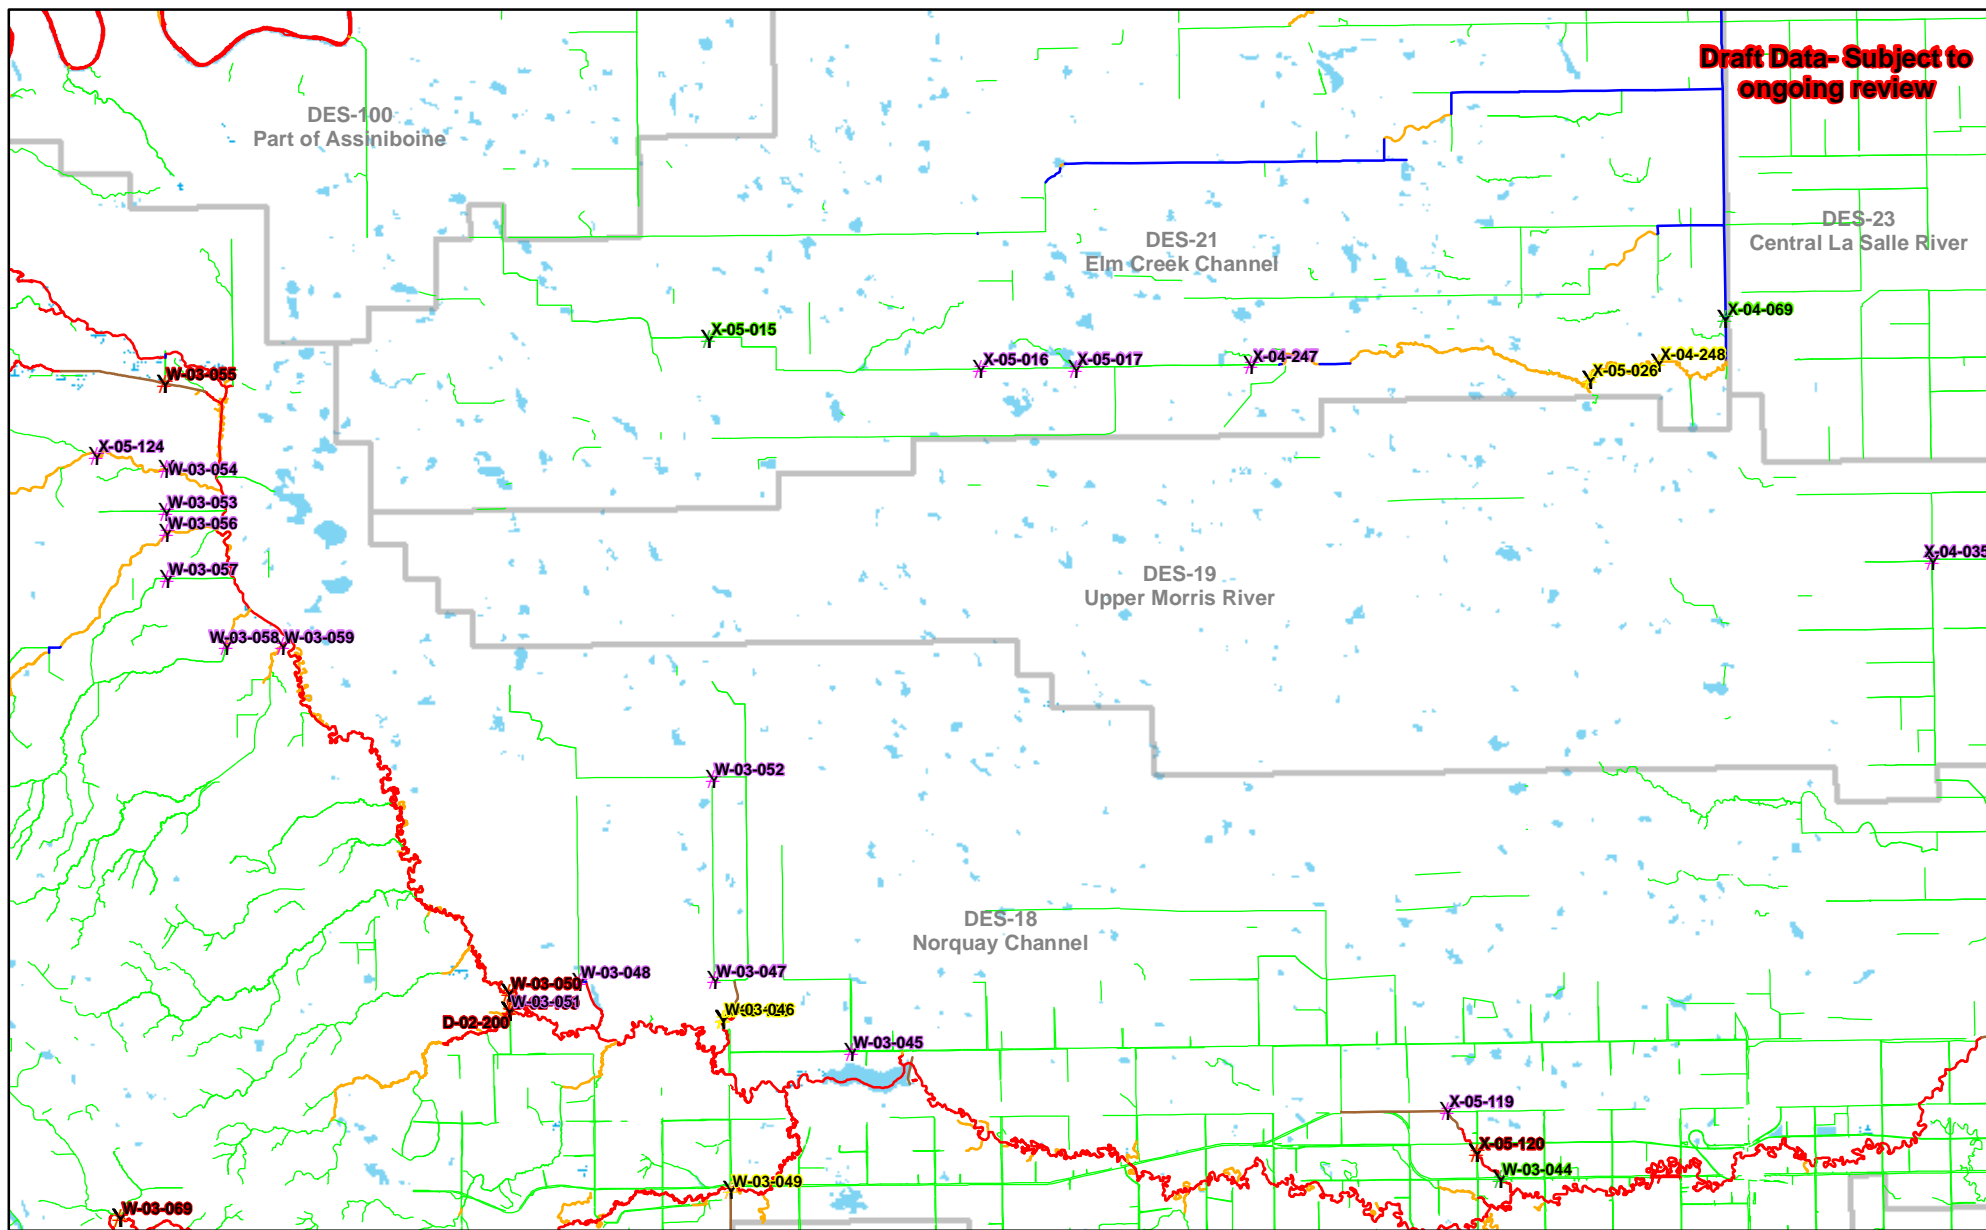 Draft Data- Subject to
ongoing review
DES-100
Part of Assiniboine
DES-23
Central La Salle River
DES-21
Elm Creek Channel
X-04-069
X-05-015
X-05-016
X-05-017
X-04-247
X-04-248
X-05-026
W-03-055
X-05-124
W-03-054
W-03-053
W-03-056
W-03-057
X-04-035
DES-19
Upper Morris River
W-03-058
W-03-059
W-03-052
DES-18
Norquay Channel
W-03-050
W-03-048
W-03-047
W-03-051
W-03-046
D-02-200
W-03-045
X-05-119
X-05-120
W-03-044
W-03-049
W-03-069